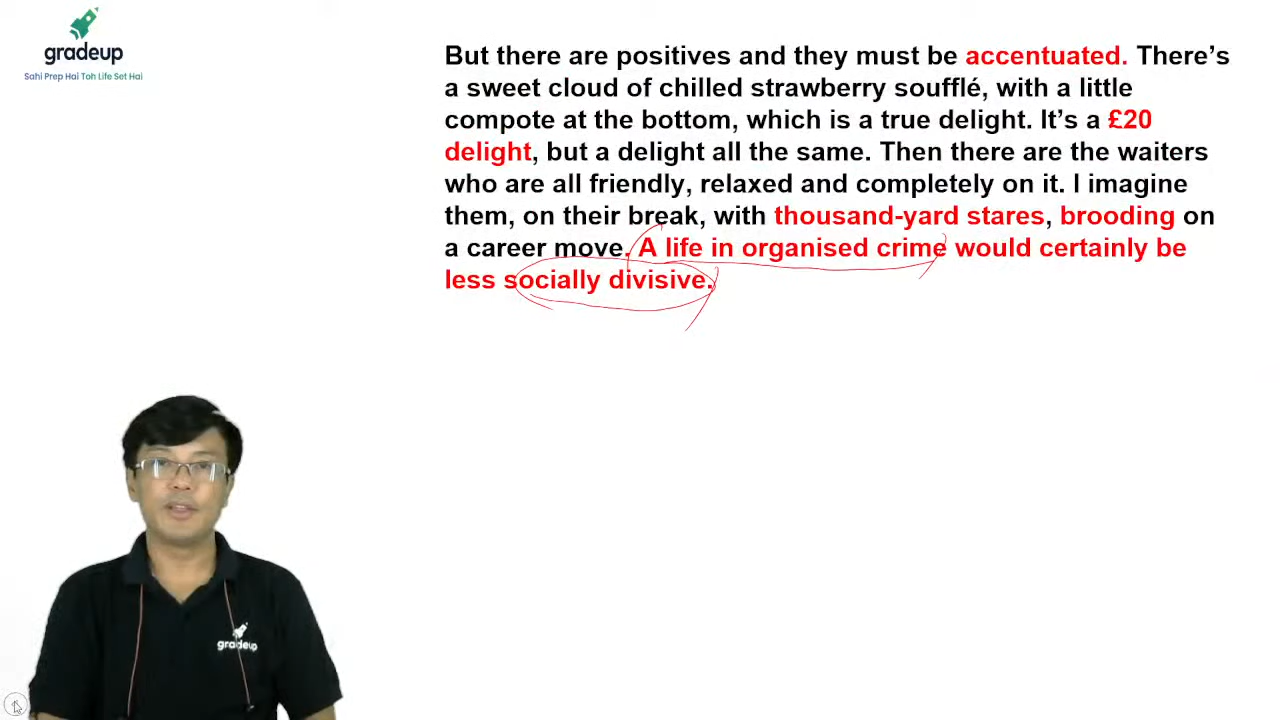 gradeup
Sahi Prep Hai Toh Life Set Hai
But there are positives and they must be accentuated. There’s
a sweet cloud of chilled strawberry soufflé, with a little
compote at the bottom, which is a true delight. It’s a £20
delight, but a delight all the same. Then there are the waiters
who are all friendly, relaxed and completely on it. I imagine
them, on their break, with thousand-yard stares, brooding on
a career move. A life in organised crime would certainly be
less socially divisive.
gradeup